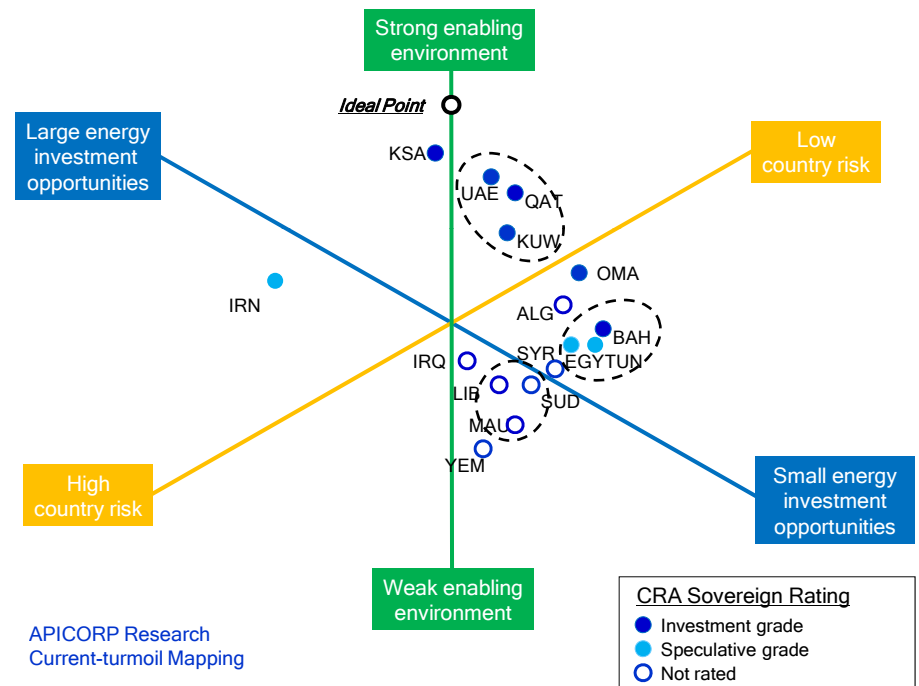 Strong enabling
environment
Ideal Point
Large energy
investment
opportunities
Low
country risk
KSA
UAE
QAT
KUW
OMA
IRN
ALG
BAH
SYR
EGYTUN
IRQ
LIB
SUD
MAU
YEM
High
country risk
Small energy
investment
opportunities
Weak enabling
environment
CRA Sovereign Rating
Investment grade
Speculative grade
Not rated
APICORP Research
Current-turmoil Mapping